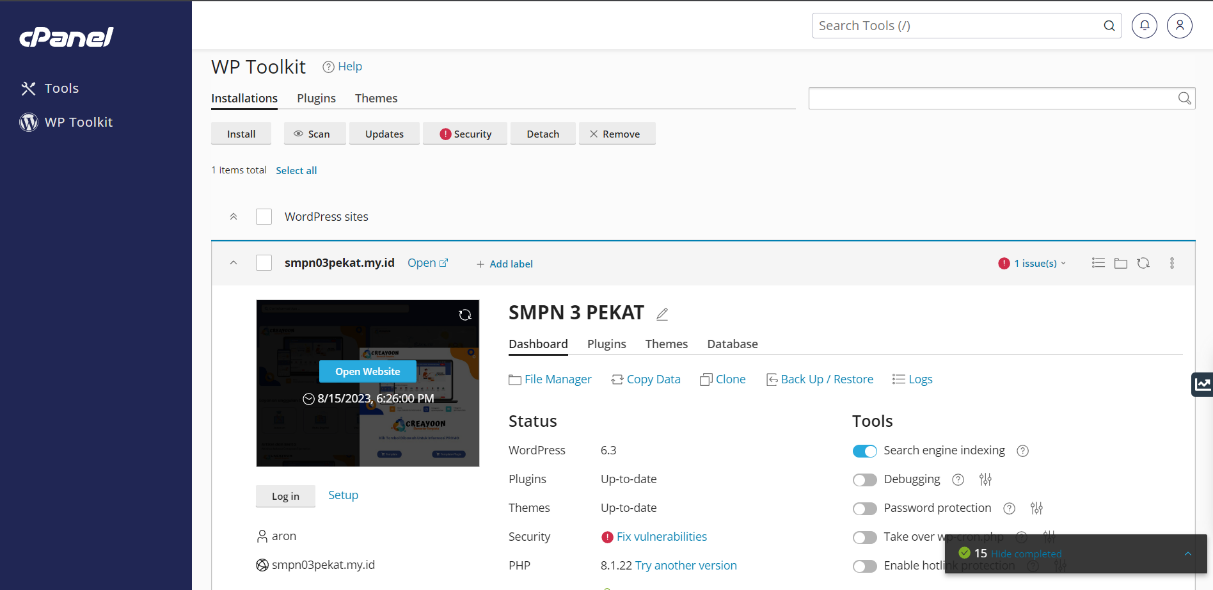 cPanel
Search Tools (/)
Tools
WP Toolkit
WP Toolkit
Help
Installations Plugins Themes
Install Scan Updates Security Detach Remove
1 items total Select all
WordPress sites
smpn03pekat.my.id Open + Add label 1 issue(s)
SMPN 3 PEKAT
Dashboard Plugins Themes Database
CREAYOON
Open Website
8/15/2023, 6:26:00 PM
CREAYOON
File Manager Copy Data Clone Back Up / Restore Logs
Status Tools
WordPress 6.3 Search engine indexing
Plugins Up-to-date Debugging
Log in Setup
Themes Up-to-date Password protection
aron
Security Fix vulnerabilities Take over wp-cron.php
15 Hide completed
smpn03pekat.my.id
PHP 8.1.22 Try another version Enable hotlink protection